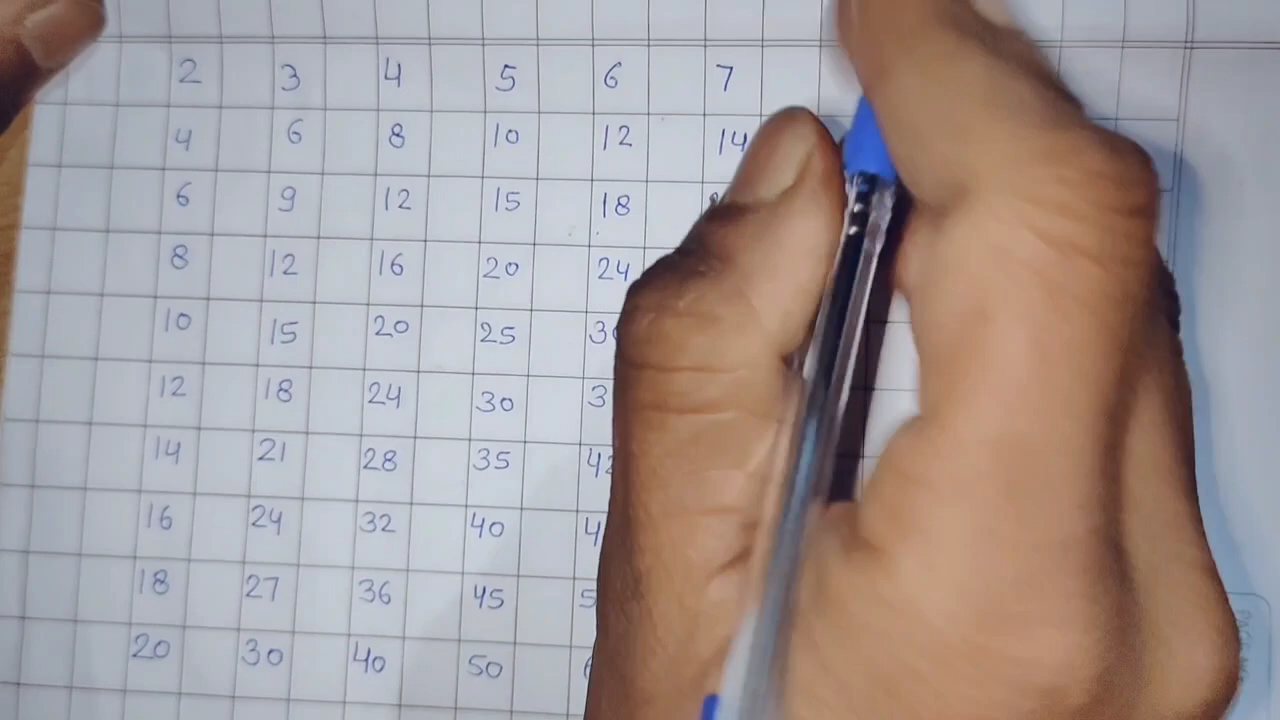 2 3 4 5 6 7
4 6 8 10 12 14
6 9 12 15 18
8 12 16 20 24
10 15 20 25
12 18 24 30
14 21 28 35 42
16 24 32 40
18 27 36 45
20 30 40 50